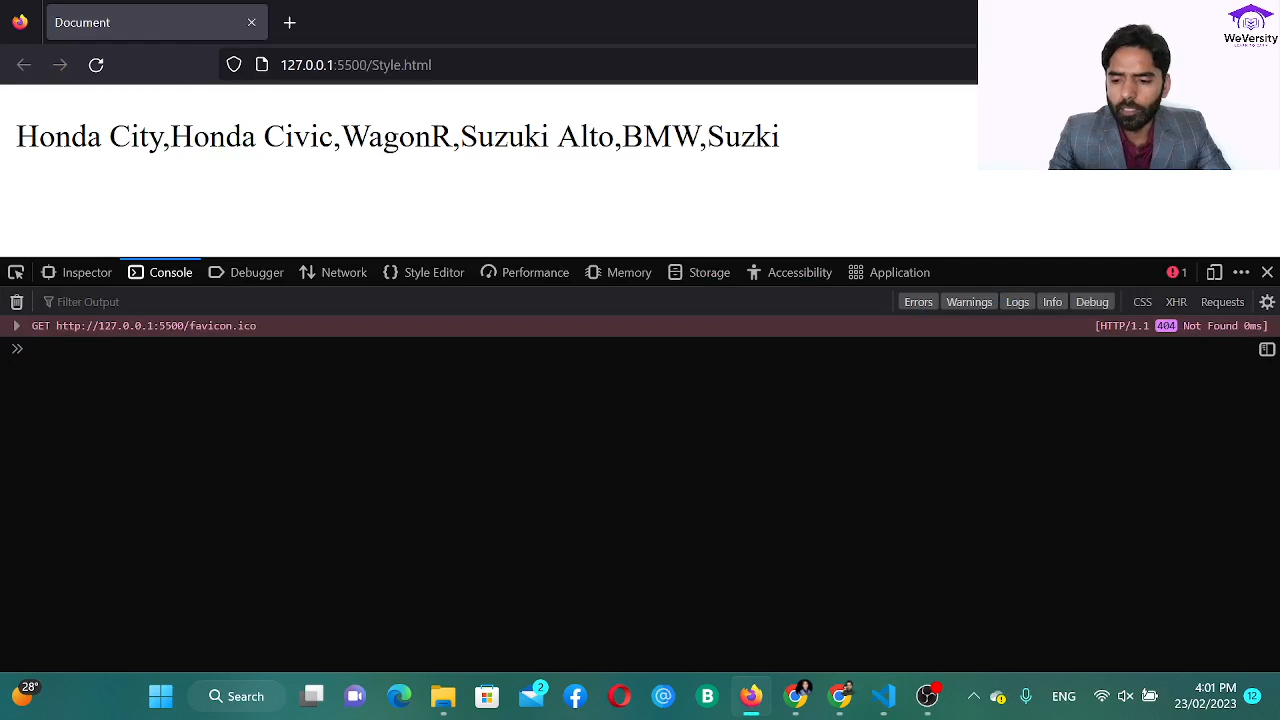 Document
WeVersity
LEARN TO EARN
127.0.0.1:5500/Style.html
Honda City,Honda Civic,WagonR,Suzuki Alto,BMW,Suzki
Inspector Console Debugger Network Style Editor Performance Memory Storage Accessibility Application 1
Filter Output Errors Warnings Logs Info Debug CSS XHR Requests
GET http://127.0.0.1:5500/favicon.ico [HTTP/1.1 404 Not Found 0ms]
28° Search 2 B ENG 4:01 PM 12
23/02/2023